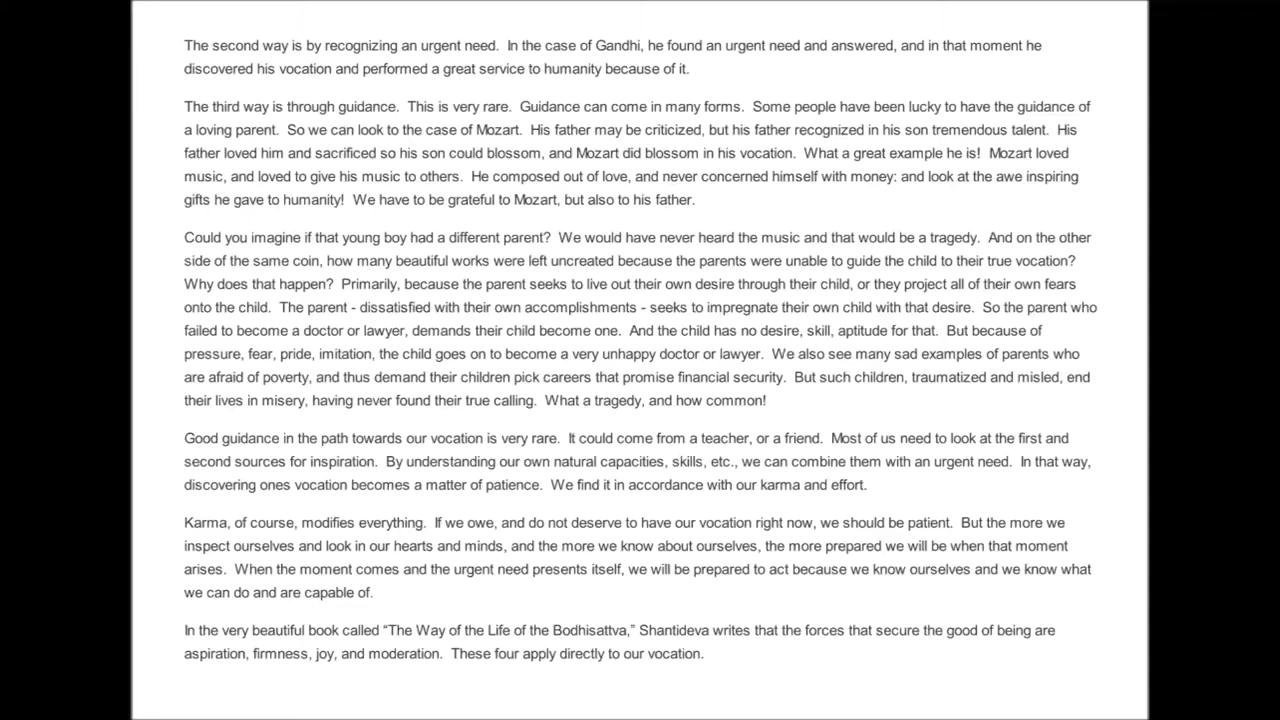 The second way is by recognizing an urgent need.  In the case of Gandhi, he found an urgent need and answered, and in that moment he
discovered his vocation and performed a great service to humanity because of it.
The third way is through guidance.  This is very rare.  Guidance can come in many forms.  Some people have been lucky to have the guidance of
a loving parent.  So we can look to the case of Mozart.  His father may be criticized, but his father recognized in his son tremendous talent.  His
father loved him and sacrificed so his son could blossom, and Mozart did blossom in his vocation.  What a great example he is!  Mozart loved
music, and loved to give his music to others.  He composed out of love, and never concerned himself with money: and look at the awe inspiring
gifts he gave to humanity!  We have to be grateful to Mozart, but also to his father.
Could you imagine if that young boy had a different parent?  We would have never heard the music and that would be a tragedy.  And on the other
side of the same coin, how many beautiful works were left uncreated because the parents were unable to guide the child to their true vocation?
Why does that happen?  Primarily, because the parent seeks to live out their own desire through their child, or they project all of their own fears
onto the child.  The parent - dissatisfied with their own accomplishments - seeks to impregnate their own child with that desire.  So the parent who
failed to become a doctor or lawyer, demands their child become one.  And the child has no desire, skill, aptitude for that.  But because of
pressure, fear, pride, imitation, the child goes on to become a very unhappy doctor or lawyer.  We also see many sad examples of parents who
are afraid of poverty, and thus demand their children pick careers that promise financial security.  But such children, traumatized and misled, end
their lives in misery, having never found their true calling.  What a tragedy, and how common!
Good guidance in the path towards our vocation is very rare.  It could come from a teacher, or a friend.  Most of us need to look at the first and
second sources for inspiration.  By understanding our own natural capacities, skills, etc., we can combine them with an urgent need.  In that way,
discovering ones vocation becomes a matter of patience.  We find it in accordance with our karma and effort.
Karma, of course, modifies everything.  If we owe, and do not deserve to have our vocation right now, we should be patient.  But the more we
inspect ourselves and look in our hearts and minds, and the more we know about ourselves, the more prepared we will be when that moment
arises.  When the moment comes and the urgent need presents itself, we will be prepared to act because we know ourselves and we know what
we can do and are capable of.
In the very beautiful book called “The Way of the Life of the Bodhisattva,” Shantideva writes that the forces that secure the good of being are
aspiration, firmness, joy, and moderation.  These four apply directly to our vocation.